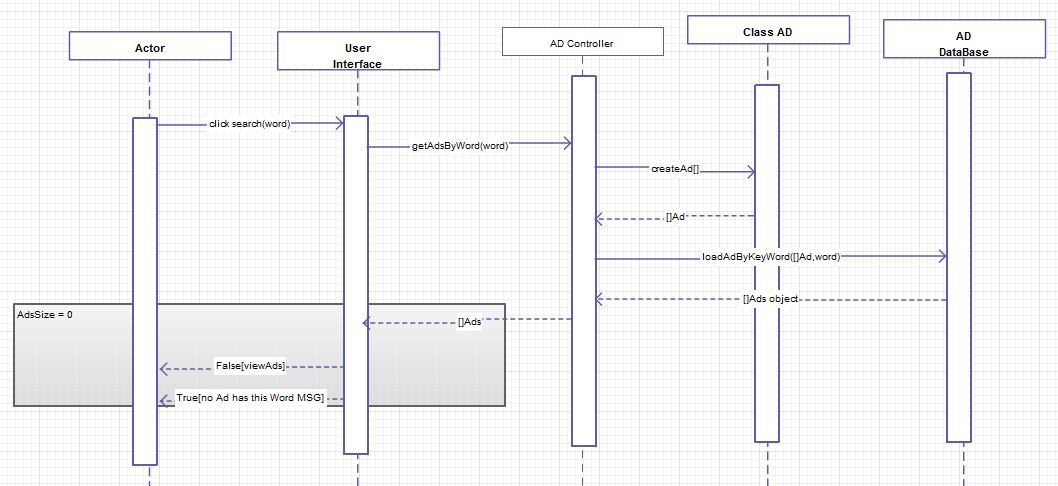 Actor
User
Interface
AD Controller
Class AD
AD
DataBase
click search(word)
getAdsByWord(word)
createAd[]
[]Ad
loadAdByKeyWord([]Ad,word)
[]Ads object
AdsSize = 0
[]Ads
False[viewAds]
True[no Ad has this Word MSG]